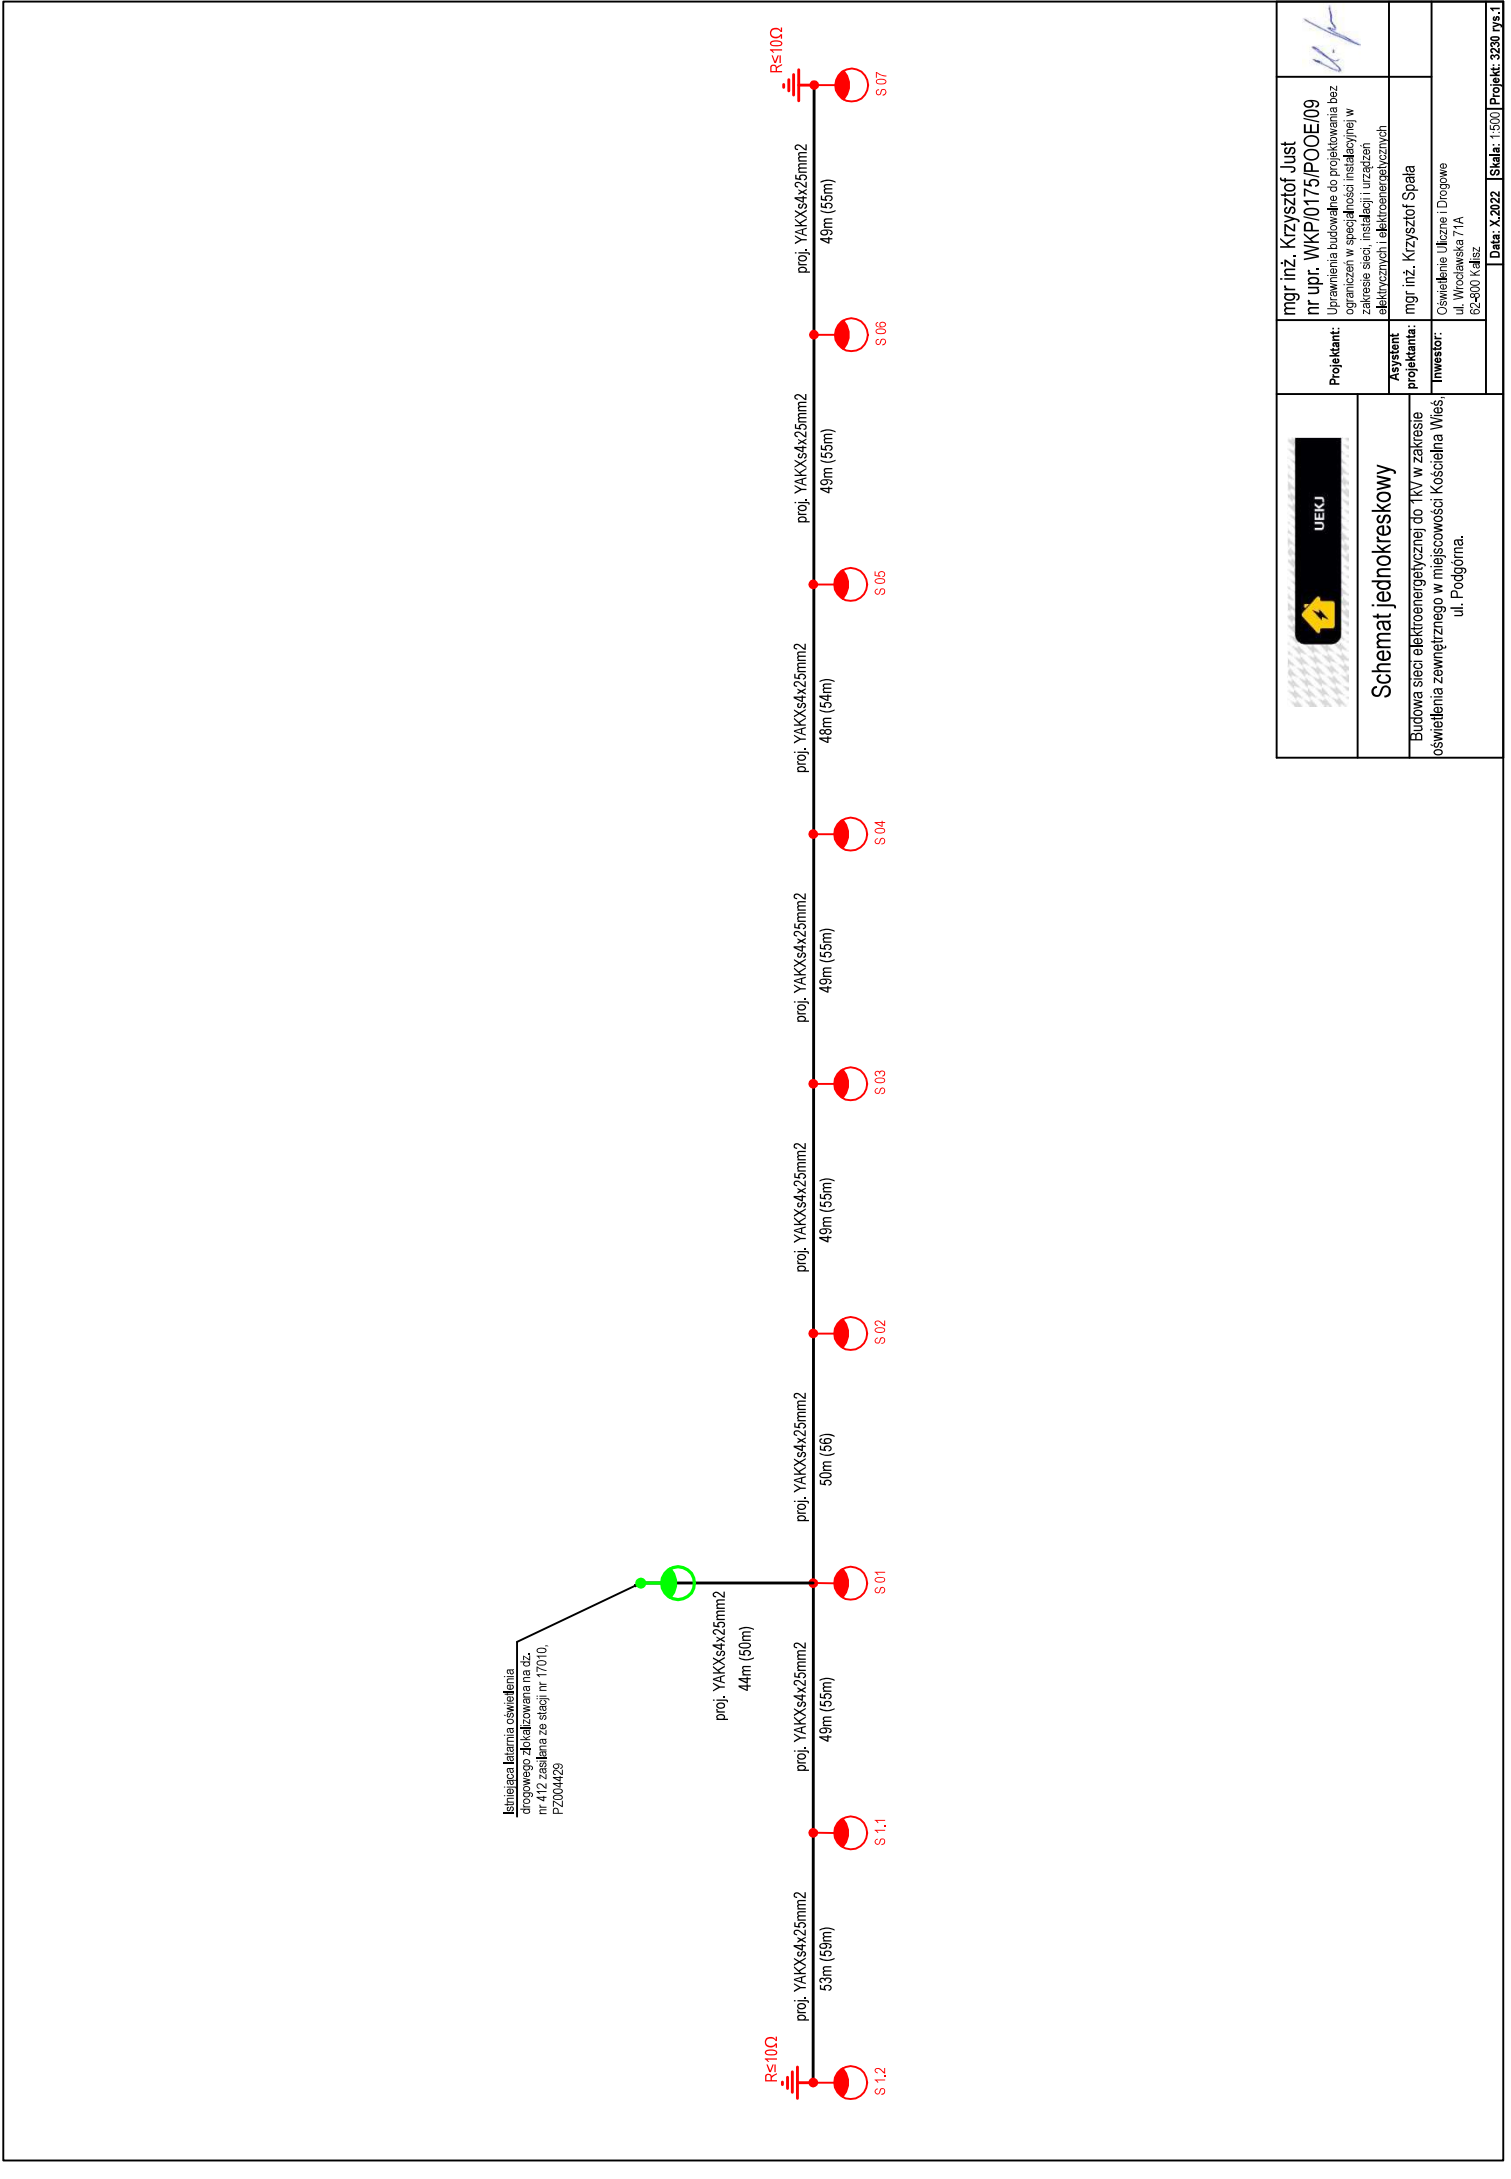 Istniejąca latarnia oświetlenia
drogowego zlokalizowana na dz.
nr 412 zasilana ze stacji nr 17010,
PZ004429
proj. YAKXs4x25mm2
44m (50m)
R≤10Ω
proj. YAKXs4x25mm2
53m (59m)
proj. YAKXs4x25mm2
49m (55m)
proj. YAKXs4x25mm2
50m (56)
proj. YAKXs4x25mm2
49m (55m)
proj. YAKXs4x25mm2
49m (55m)
proj. YAKXs4x25mm2
48m (54m)
proj. YAKXs4x25mm2
49m (55m)
proj. YAKXs4x25mm2
49m (55m)
R≤10Ω
S 1.2
S 1.1
S 01
S 02
S 03
S 04
S 05
S 06
S 07
UEKJ
Schemat jednokreskowy
Budowa sieci elektroenergetycznej do 1kV w zakresie
oświetlenia zewnętrznego w miejscowości Kościelna Wieś,
ul. Podgórna.
Projektant:
mgr inż. Krzysztof Just
nr upr. WKP/0175/POOE/09
Uprawnienia budowalne do projektowania bez
ograniczeń w specjalności instalacyjnej w
zakresie sieci, instalacji i urządzeń
elektrycznych i elektroenergetycznych
Asystent
projektanta:
mgr inż. Krzysztof Spała
Inwestor:
Oświetlenie Uliczne i Drogowe
ul. Wrocławska 71A
62-800 Kalisz
Data: X.2022
Skala: 1:500
Projekt: 3230 rys.1